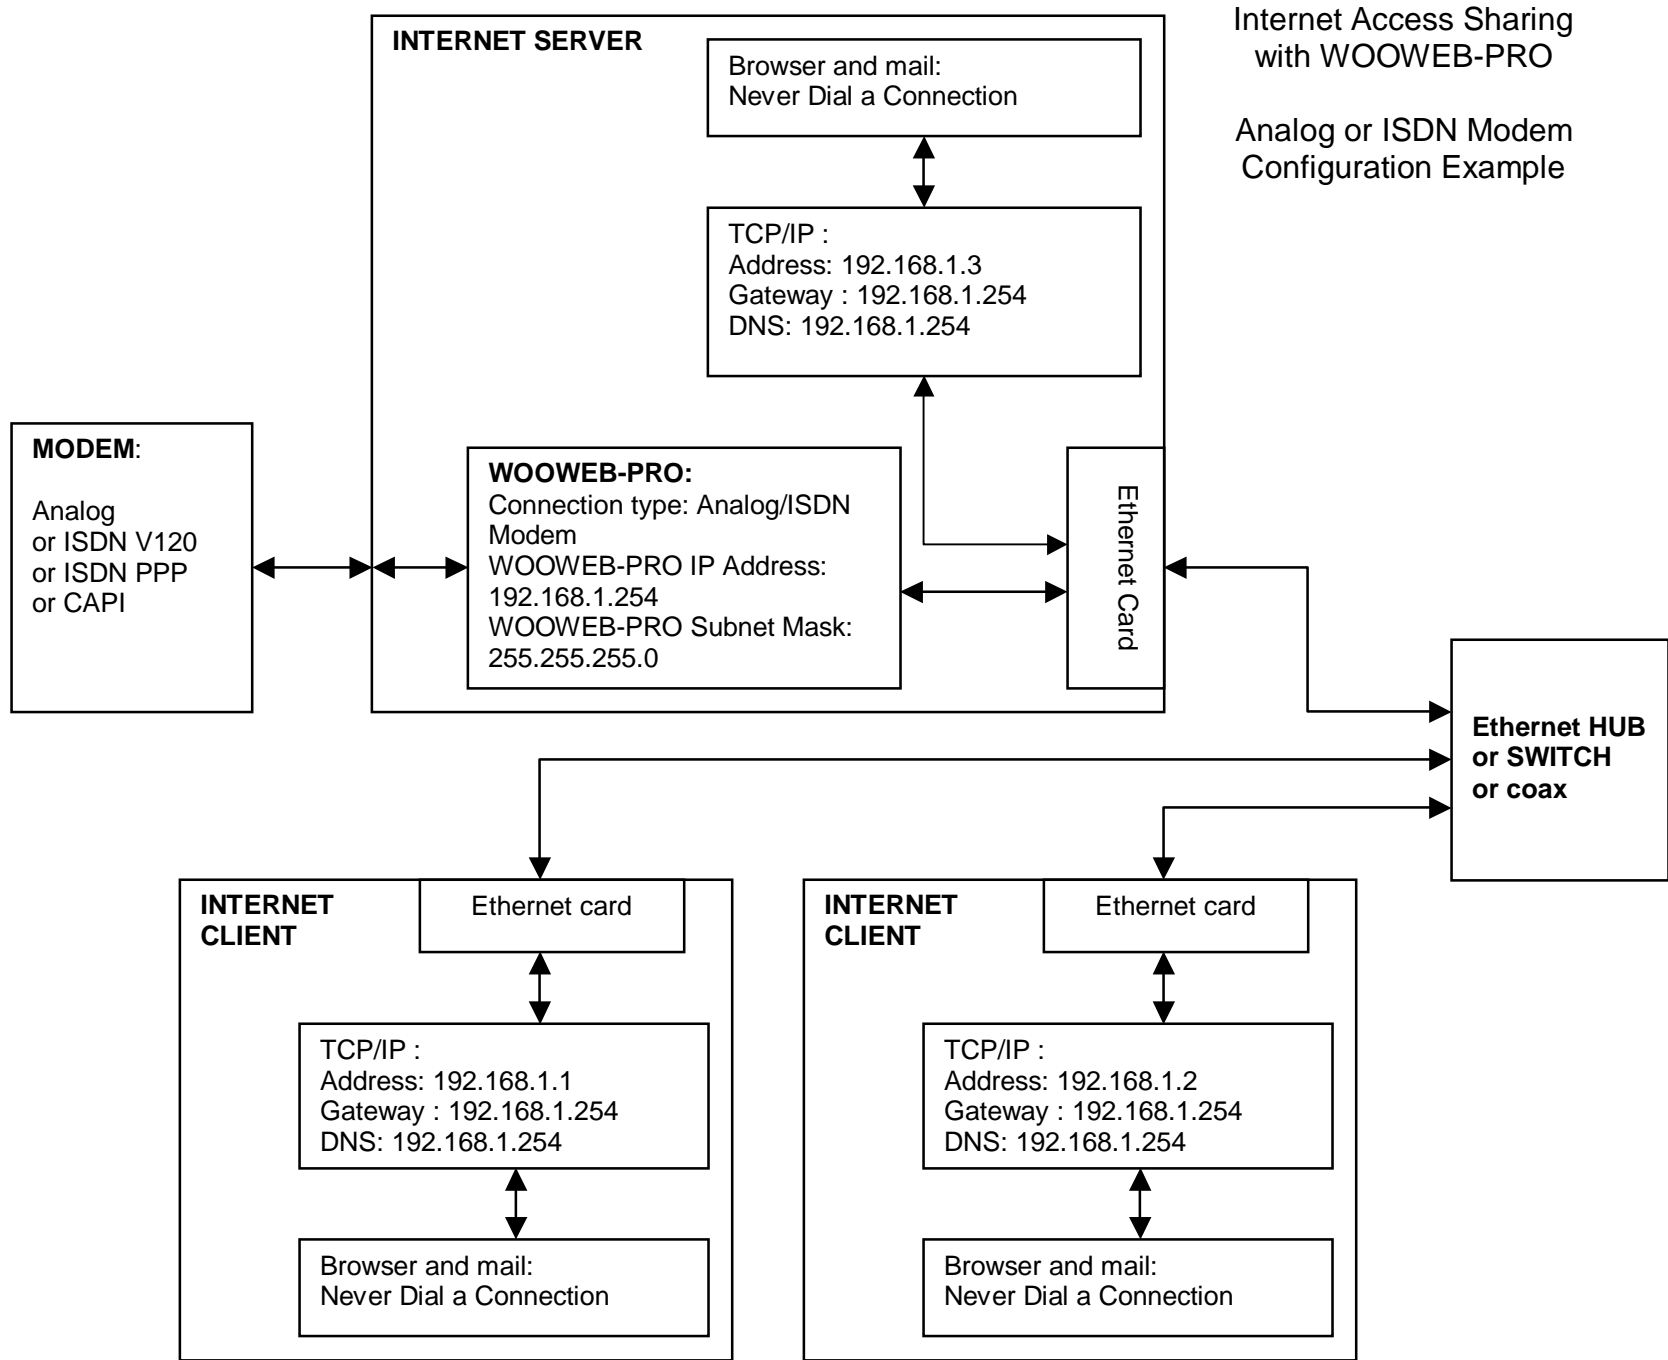 Internet Access Sharing
with WOOWEB-PRO
Analog or ISDN Modem
Configuration Example
INTERNET SERVER
Browser and mail:
Never Dial a Connection
TCP/IP :
Address: 192.168.1.3
Gateway : 192.168.1.254
DNS: 192.168.1.254
MODEM:
Analog
or ISDN V120
or ISDN PPP
or CAPI
WOOWEB-PRO:
Connection type: Analog/ISDN
Modem
WOOWEB-PRO IP Address:
192.168.1.254
WOOWEB-PRO Subnet Mask:
255.255.255.0
Ethernet Card
Ethernet HUB
or SWITCH
or coax
INTERNET
CLIENT
Ethernet card
TCP/IP :
Address: 192.168.1.1
Gateway : 192.168.1.254
DNS: 192.168.1.254
Browser and mail:
Never Dial a Connection
INTERNET
CLIENT
Ethernet card
TCP/IP :
Address: 192.168.1.2
Gateway : 192.168.1.254
DNS: 192.168.1.254
Browser and mail:
Never Dial a Connection